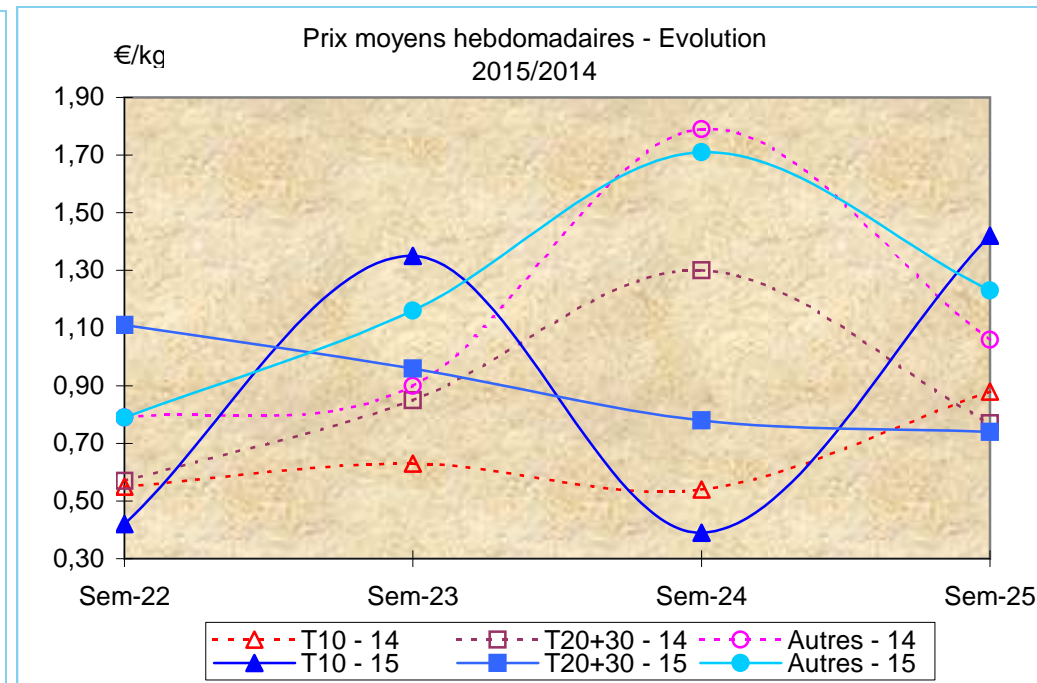 Prix moyens hebdomadaires - Evolution
2015/2014
€/kg
1,90
1,70
1,50
1,30
1,10
0,90
0,70
0,50
0,30
Sem-22 Sem-23 Sem-24 Sem-25
T10 - 14 T20+30 - 14 Autres - 14
T10 - 15 T20+30 - 15 Autres - 15